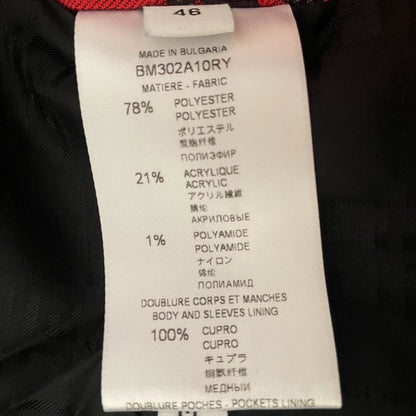 46
MADE IN BULGARIA
BM302A10RY
MATIERE - FABRIC
78% POLYESTER
POLYESTER
ポリエステル
聚脂纤维
ПОЛИЭФИР
21% ACRYLIQUE
ACRYLIC
アクリル繊維
腈纶
АКРИЛОВЫЕ
1% POLYAMIDE
POLYAMIDE
ナイロン
锦纶
ПОЛИАМИД
DOUBLURE CORPS ET MANCHES
BODY AND SLEEVES LINING
100% CUPRO
CUPRO
キュプラ
铜氨纤维
МЕДНЫЙ
DOUBLURE POCHES - POCKETS LINING